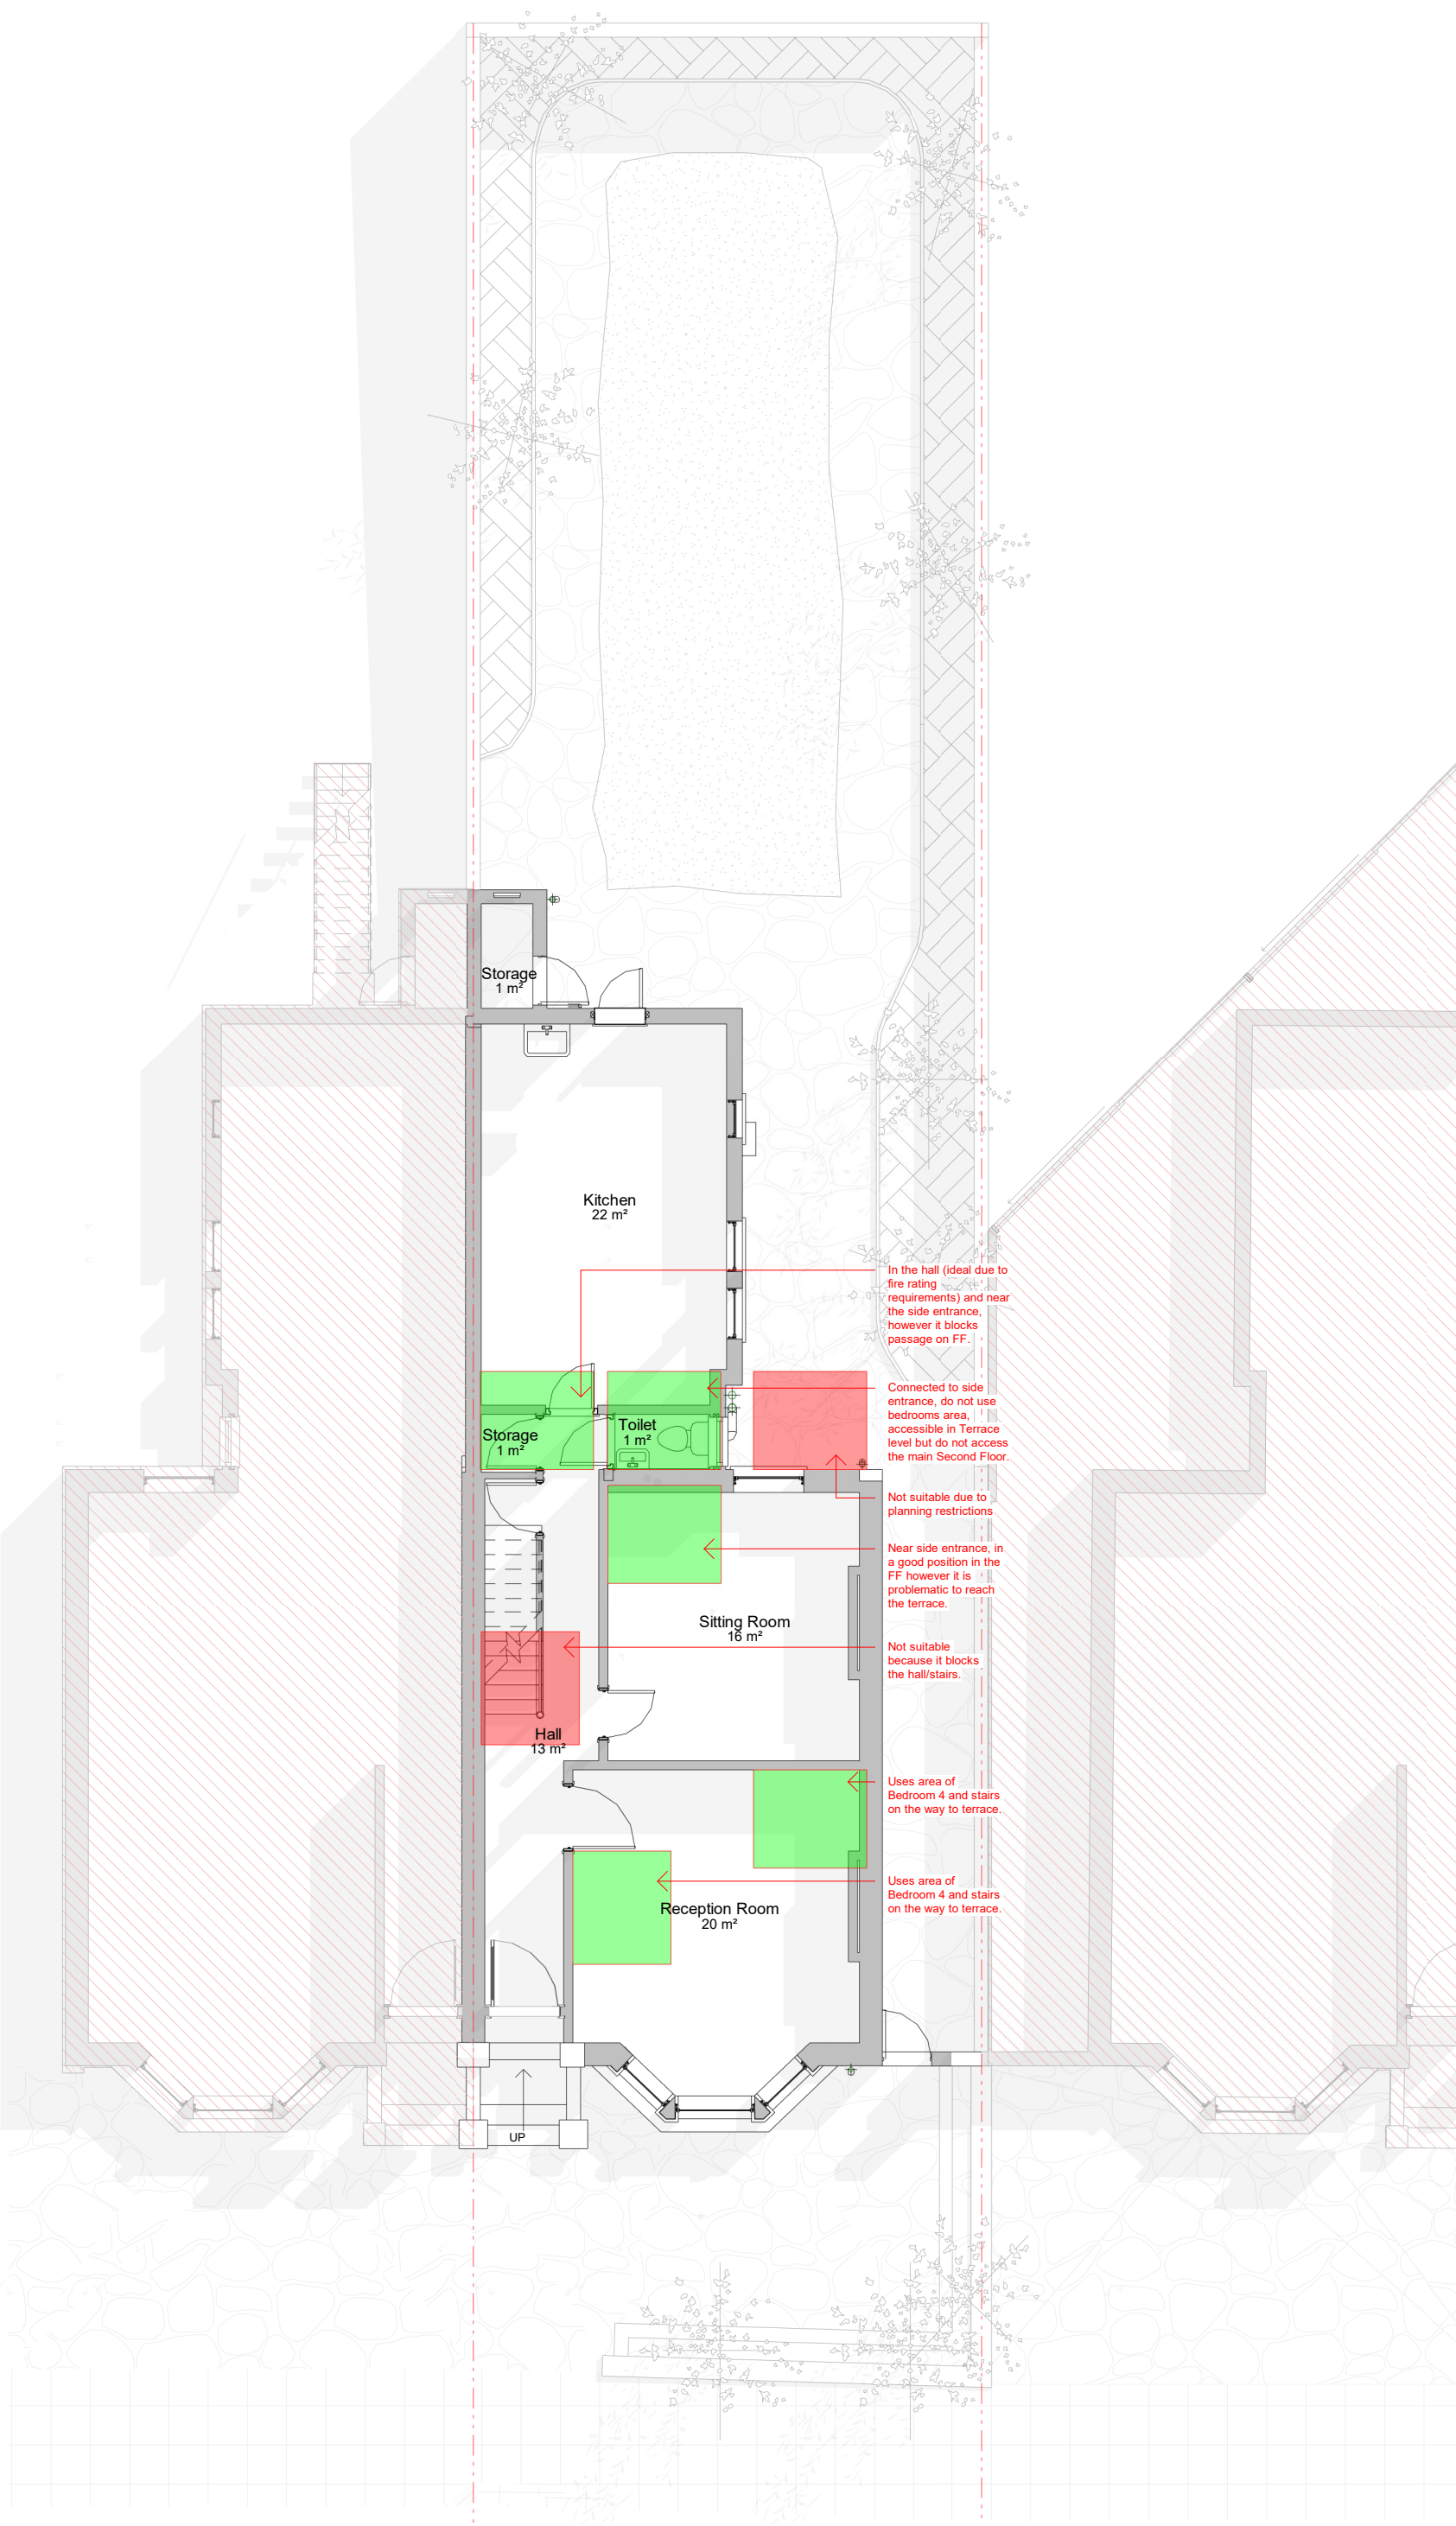 Storage
1 m²
Kitchen
22 m²
In the hall (ideal due to
fire rating
requirements) and near
the side entrance,
however it blocks
passage on FF.
Connected to side
entrance, do not use
bedrooms area,
accessible in Terrace
level but do not access
the main Second Floor.
Toilet
1 m²
Storage
1 m²
Not suitable due to
planning restrictions
Near side entrance, in
a good position in the
FF however it is
problematic to reach
the terrace.
Sitting Room
16 m²
Not suitable
because it blocks
the hall/stairs.
Hall
13 m²
Uses area of
Bedroom 4 and stairs
on the way to terrace.
Uses area of
Bedroom 4 and stairs
on the way to terrace.
Reception Room
20 m²
UP